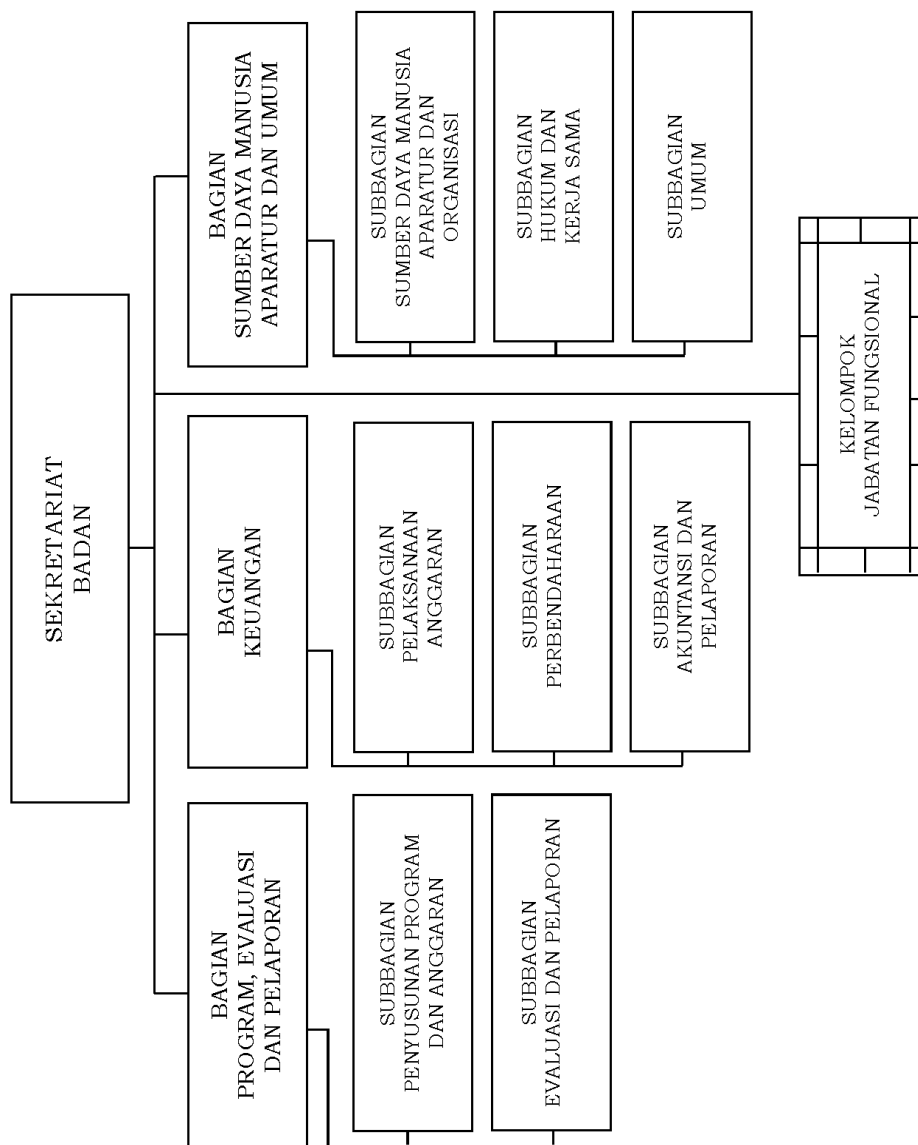 SEKRETARIAT
BADAN
BAGIAN
PROGRAM, EVALUASI
DAN PELAPORAN
BAGIAN
KEUANGAN
BAGIAN
SUMBER DAYA MANUSIA
APARATUR DAN UMUM
SUBBAGIAN
PENYUSUNAN PROGRAM
DAN ANGGARAN
SUBBAGIAN
PELAKSANAAN
ANGGARAN
SUBBAGIAN
SUMBER DAYA MANUSIA
APARATUR DAN
ORGANISASI
SUBBAGIAN
EVALUASI DAN PELAPORAN
SUBBAGIAN
PERBENDAHARAAN
SUBBAGIAN
HUKUM DAN
KERJA SAMA
SUBBAGIAN
AKUNTANSI DAN
PELAPORAN
SUBBAGIAN
UMUM
KELOMPOK
JABATAN FUNGSIONAL